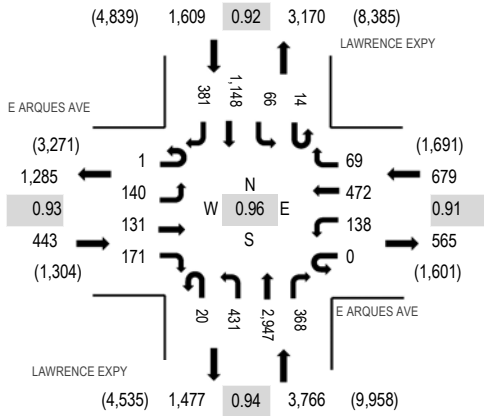 (4,839) 1,609 0.92 3,170 (8,385)
LAWRENCE EXPY
381 1,148 66 14
E ARQUES AVE
(3,271) (1,691)
1 69
1,285 679
140 N 472
0.93 W 0.96 E 0.91
131 S 138
443 565
171 0
(1,304) (1,601)
20 431 2,947 368
E ARQUES AVE
LAWRENCE EXPY
(4,535) 1,477 0.94 3,766 (9,958)